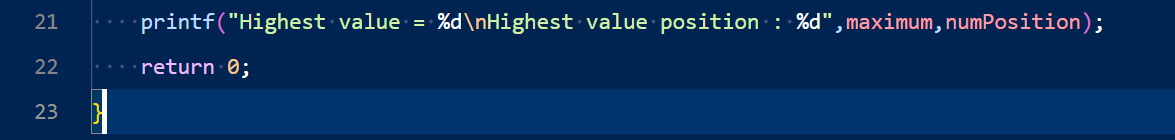 21 printf("Highest value = %d\nHighest value position : %d",maximum,numPosition);
22 return 0;
23 }